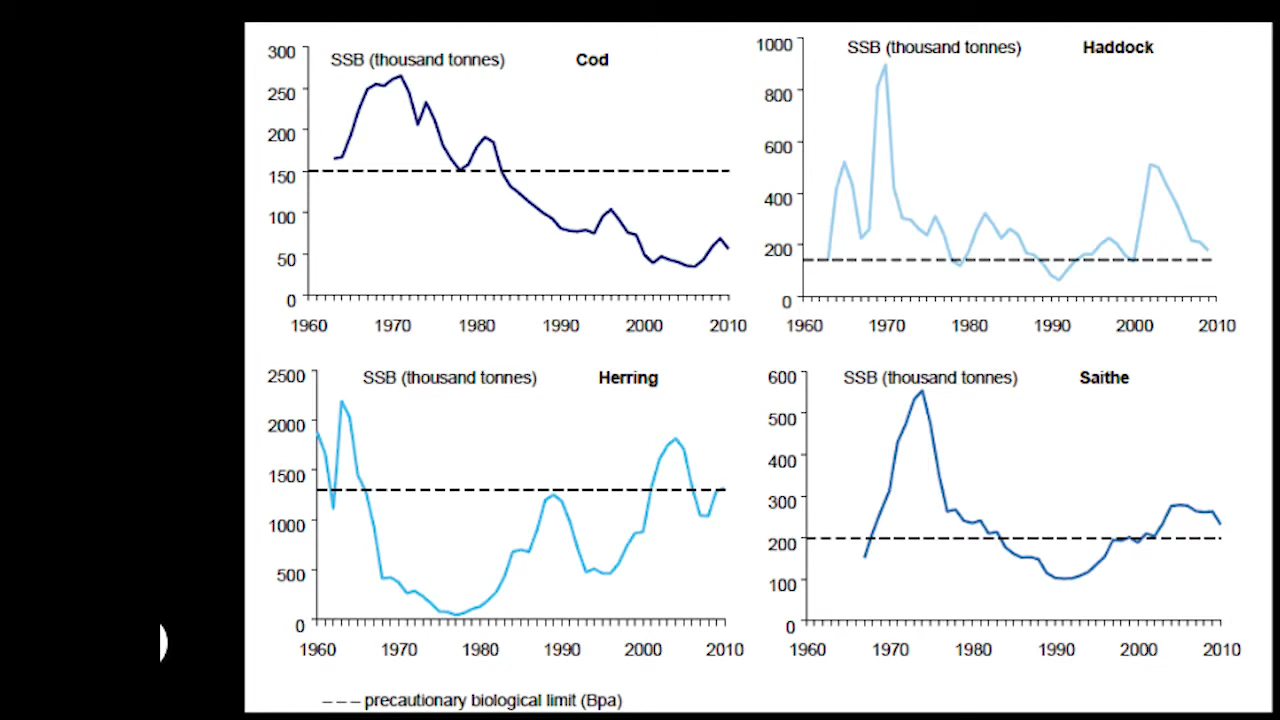 SSB (thousand tonnes) Cod
300
250
200
150
100
50
0
1960 1970 1980 1990 2000 2010
SSB (thousand tonnes) Haddock
1000
800
600
400
200
0
1960 1970 1980 1990 2000 2010
SSB (thousand tonnes) Herring
2500
2000
1500
1000
500
0
1960 1970 1980 1990 2000 2010
SSB (thousand tonnes) Saithe
600
500
400
300
200
100
0
1960 1970 1980 1990 2000 2010
--- precautionary biological limit (Bpa)